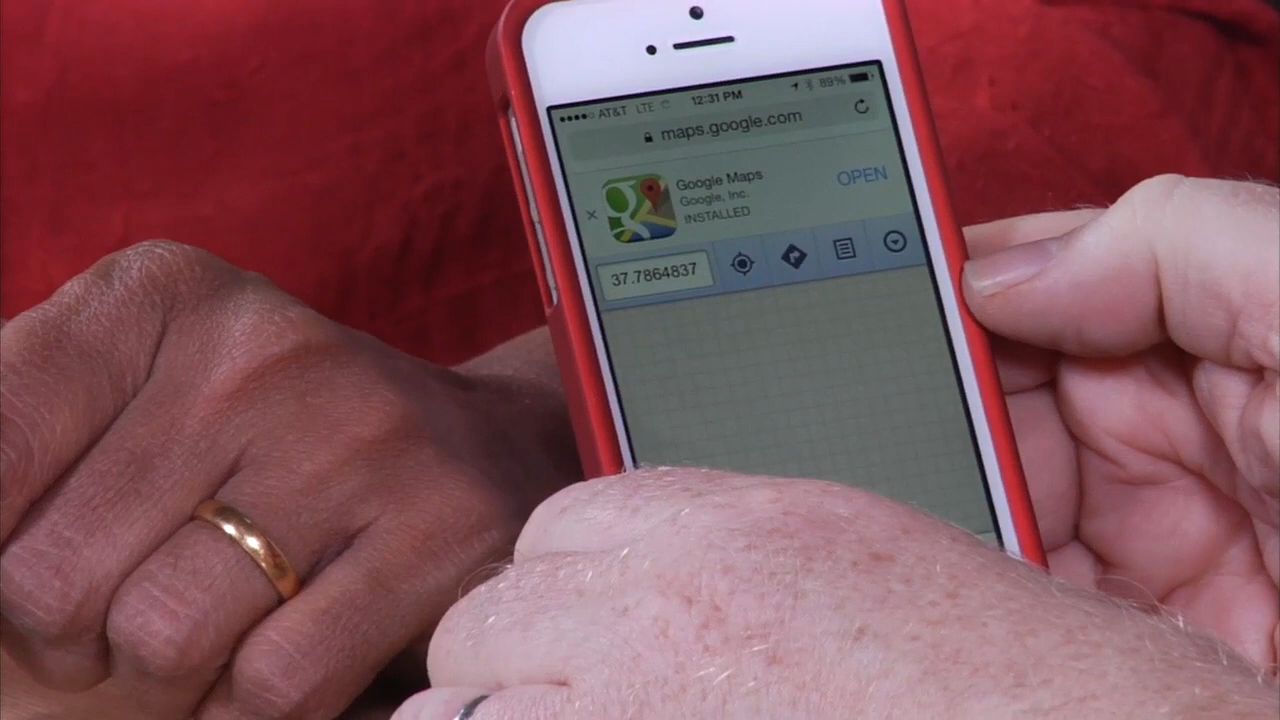 AT&T LTE 12:31 PM 89%
maps.google.com
Google Maps
Google, Inc.
INSTALLED
OPEN
37.7864837